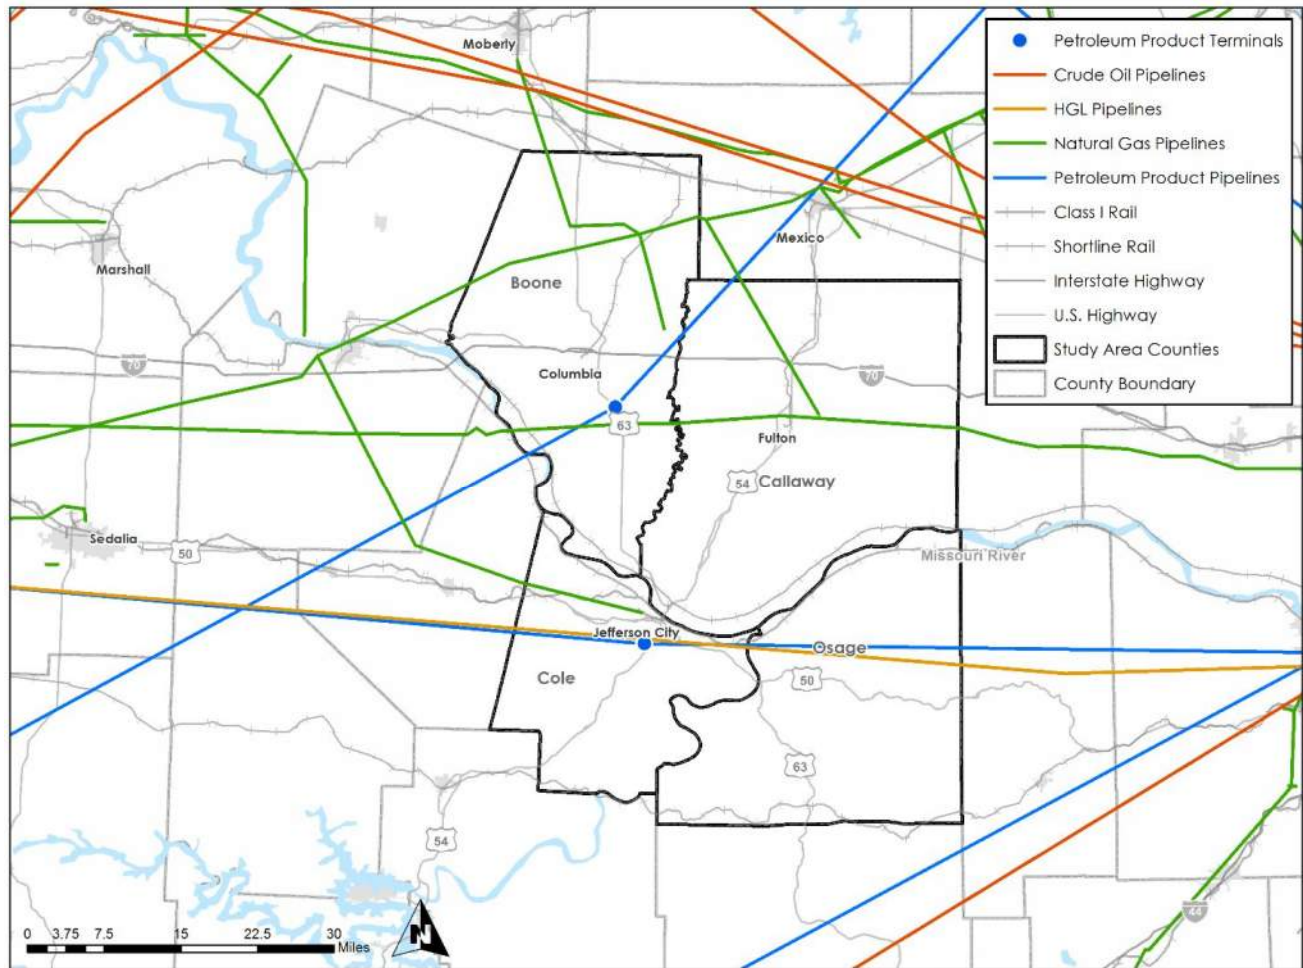 Moberly
Petroleum Product Terminals
Crude Oil Pipelines
HGL Pipelines
Natural Gas Pipelines
Petroleum Product Pipelines
Class I Rail
Shortline Rail
Interstate Highway
U.S. Highway
Study Area Counties
County Boundary
Mexico
Marshall
Boone
70
Columbia
70
63
Fulton
54
Callaway
Sedalia
50
Missouri River
Jefferson City
Osage
Cole
50
63
54
44
0 3.75 7.5 15 22.5 30
Miles
N